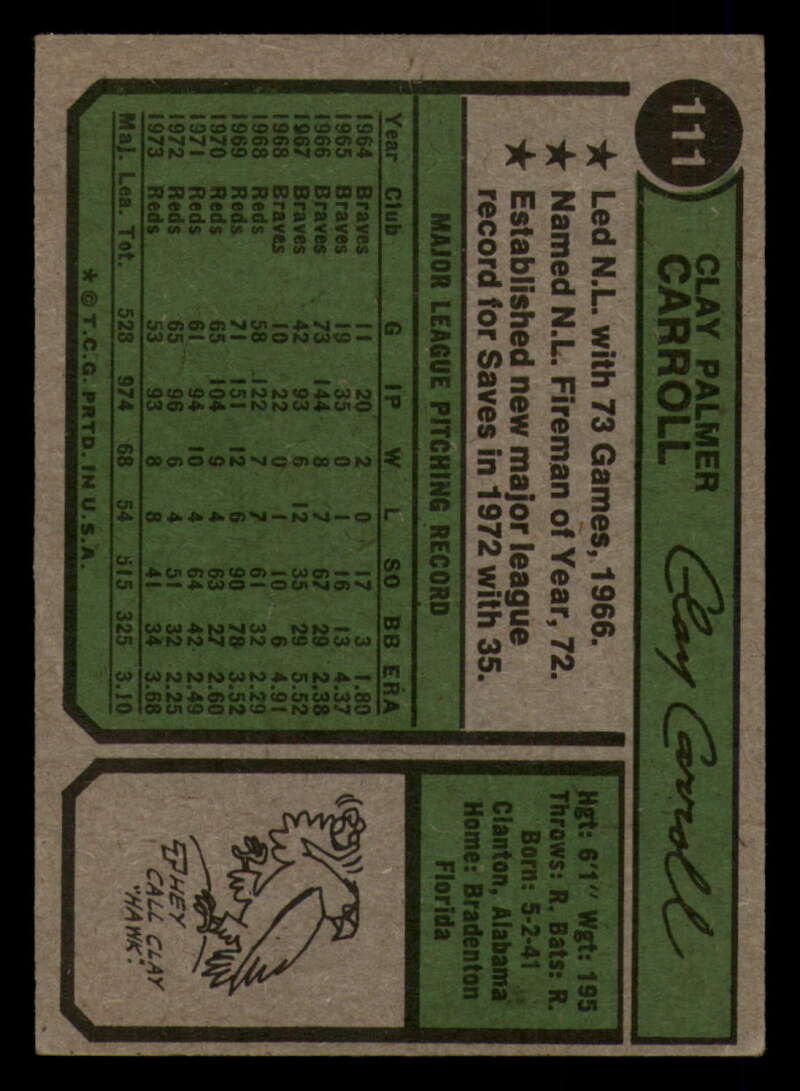 111
CLAY PALMER
CARROLL
Clay Carroll
★ Led N.L. with 73 Games, 1966.
★ Named N.L. Fireman of Year, 72.
★ Established new major league
record for Saves in 1972 with 35.
MAJOR LEAGUE PITCHING RECORD
Year Club G IP W L SO BB ERA
1964 Braves 11 20 2 0 17 3 1.80
1965 Braves 19 35 0 1 16 13 4.37
1966 Braves 73 144 8 7 67 29 2.38
1967 Braves 42 93 6 12 35 29 5.52
1968 Braves 10 22 0 1 10 6 4.91
1968 Reds 58 122 7 7 61 32 2.29
1969 Reds 71 151 12 6 90 78 3.52
1970 Reds 65 104 9 4 63 27 2.60
1971 Reds 61 94 10 4 64 42 2.49
1972 Reds 65 96 6 4 51 32 2.25
1973 Reds 53 93 8 8 41 34 3.68
Maj. Lea. Tot. 528 974 68 54 515 325 3.10
★ © T.C.G. PRTD. IN U.S.A.
Hgt: 6'1" Wgt: 195
Throws: R. Bats: R.
Born: 5-2-41
Clanton, Alabama
Home: Bradenton
Florida
THEY
CALL CLAY
"HAWK".